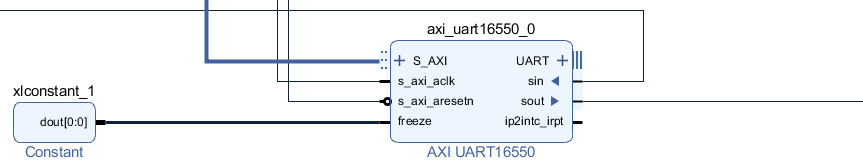 axi_uart16550_0
S_AXI
UART
s_axi_aclk
sin
s_axi_aresetn
sout
freeze
ip2intc_irpt
AXI UART16550
xlconstant_1
dout[0:0]
Constant